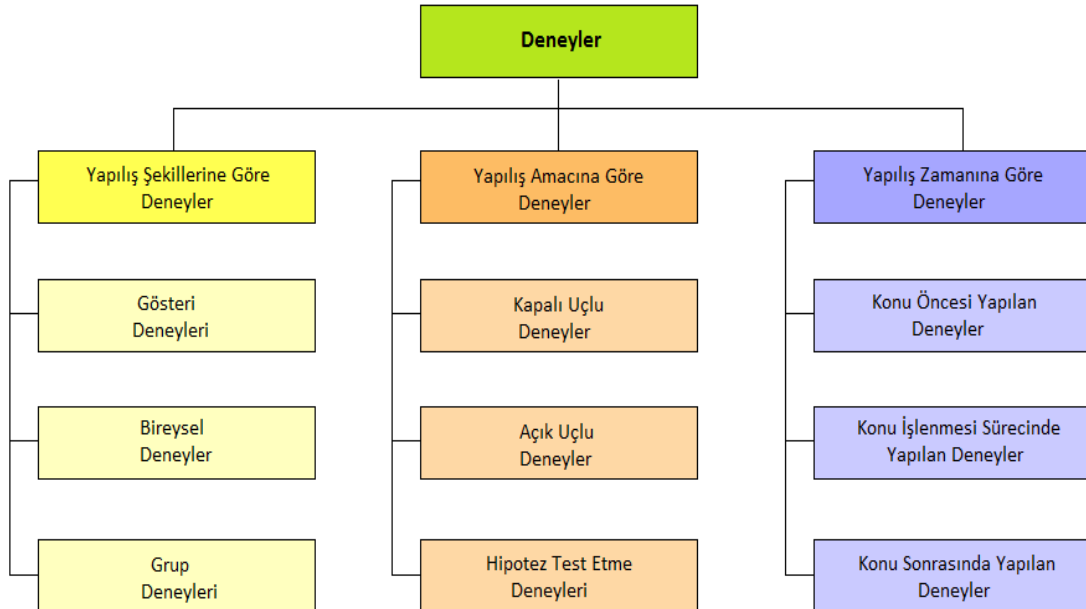 Deneyler
Yapılış Şekillerine Göre
Deneyler
Gösteri
Deneyleri
Bireysel
Deneyler
Grup
Deneyleri
Yapılış Amacına Göre
Deneyler
Kapalı Uçlu
Deneyler
Açık Uçlu
Deneyler
Hipotez Test Etme
Deneyleri
Yapılış Zamanına Göre
Deneyler
Konu Öncesi Yapılan
Deneyler
Konu İşlenmesi Sürecinde
Yapılan Deneyler
Konu Sonrasında Yapılan
Deneyler